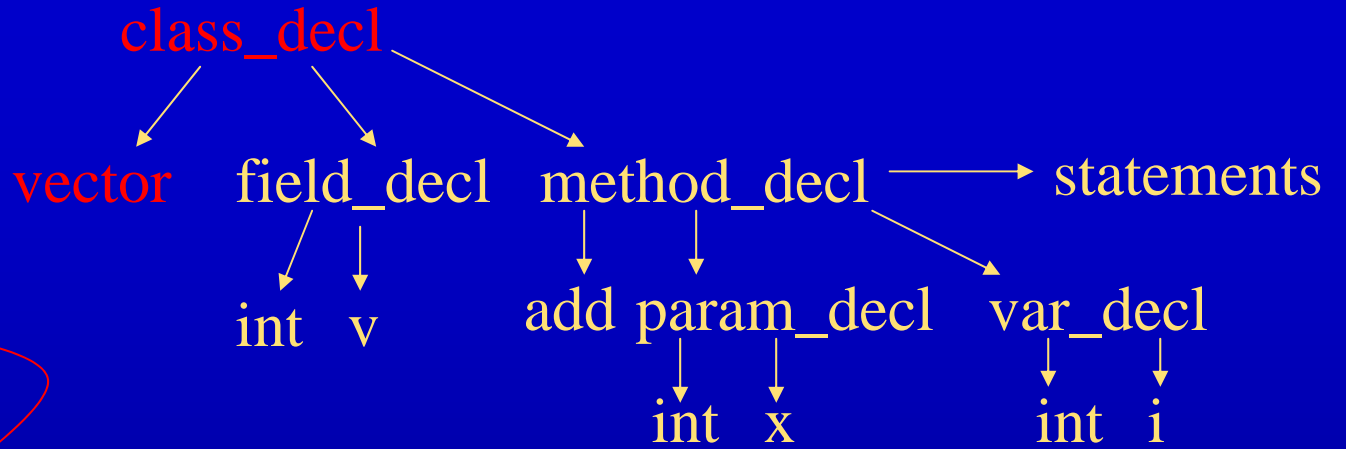 class_decl
vector field_decl method_decl statements
int v add param_decl var_decl
int x int i